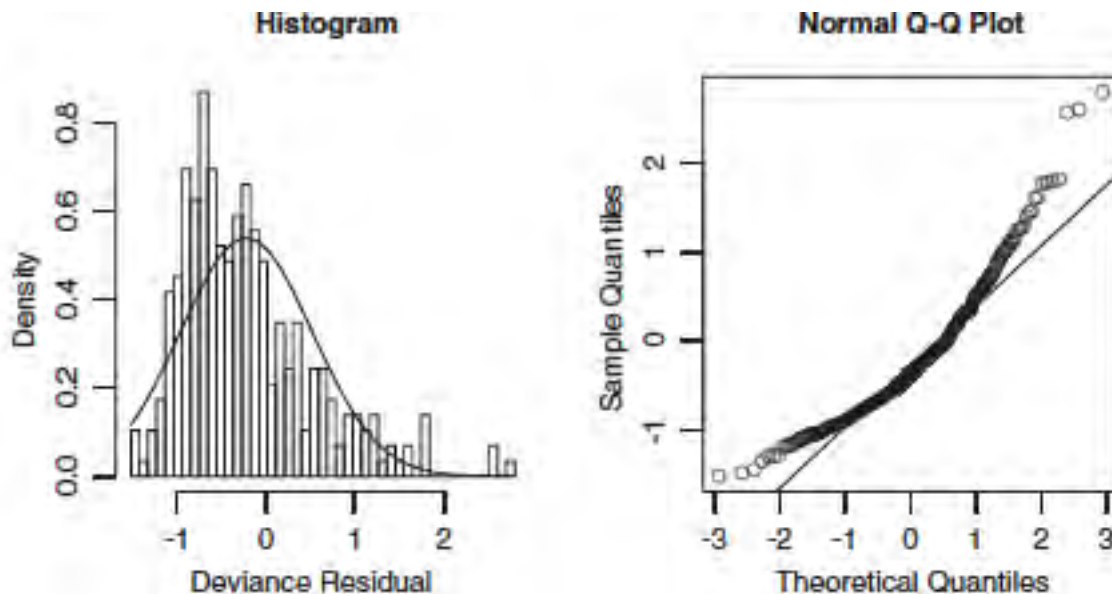 Histogram
Density
0.0 0.2 0.4 0.6 0.8
-1 0 1 2
Deviance Residual
Normal Q-Q Plot
Sample Quantiles
-1 0 1 2
-3 -2 -1 0 1 2 3
Theoretical Quantiles